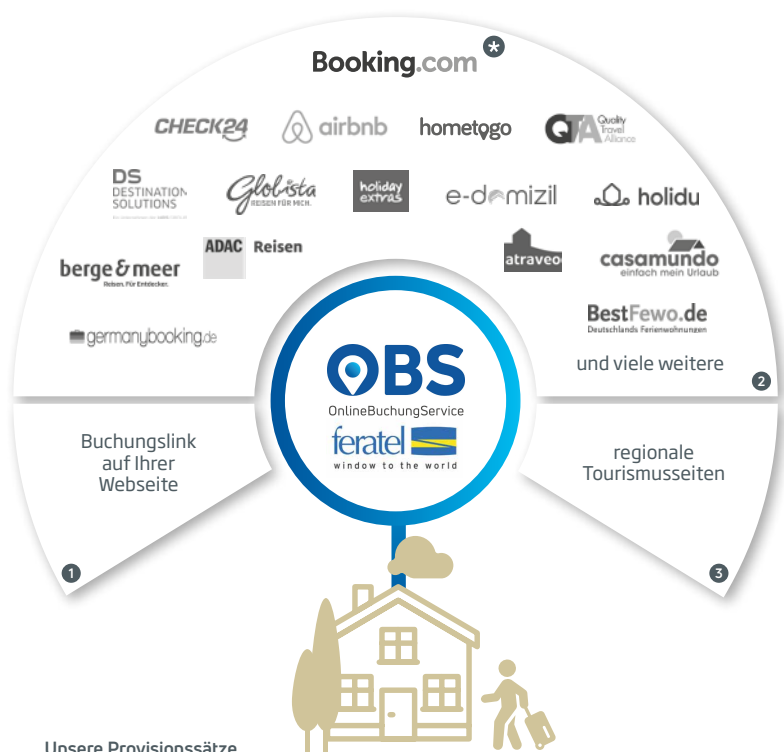 Booking.com *
CHECK24 airbnb hometogo QTA Quality Travel Alliance
DS DESTINATION SOLUTIONS
Globista REISEN FÜR MICH.
holiday extras
e-domizil
holidu
berge & meer
Reisen. Für Entdecker.
ADAC Reisen
atraveo
casamundo
einfach mein Urlaub
germanybooking.de
BestFewo.de
Deutschlands Ferienwohnungen
und viele weitere
2
OBS
OnlineBuchungService
feratel
window to the world
Buchungslink
auf Ihrer
Webseite
1
regionale
Tourismusseiten
3
Unsere Provisionssätze